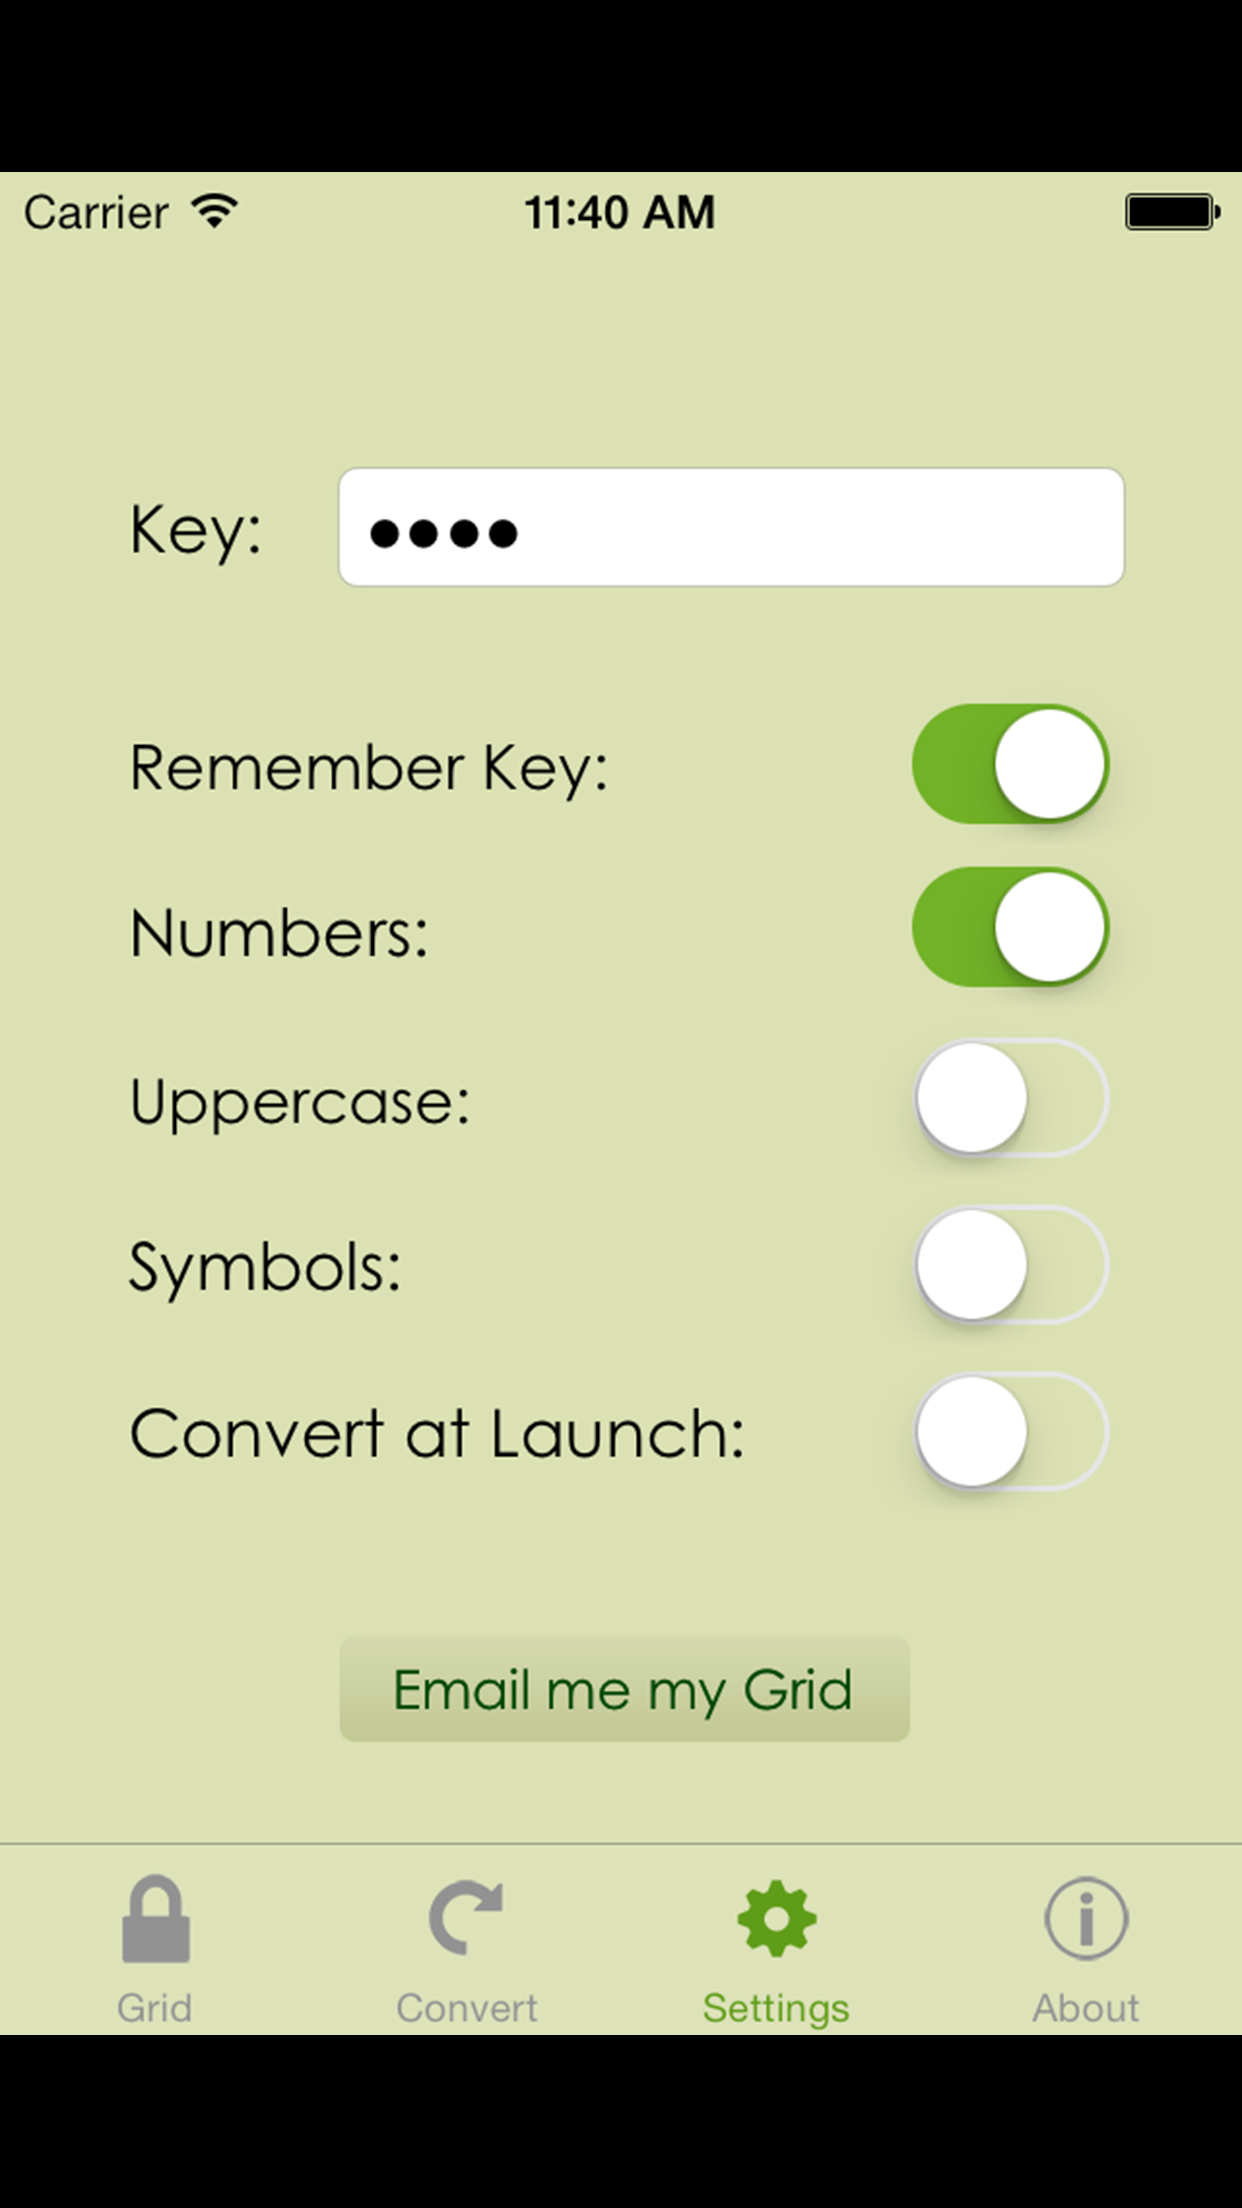 Carrier 11:40 AM
Key: ••••
Remember Key:
Numbers:
Uppercase:
Symbols:
Convert at Launch:
Email me my Grid
Grid Convert Settings About